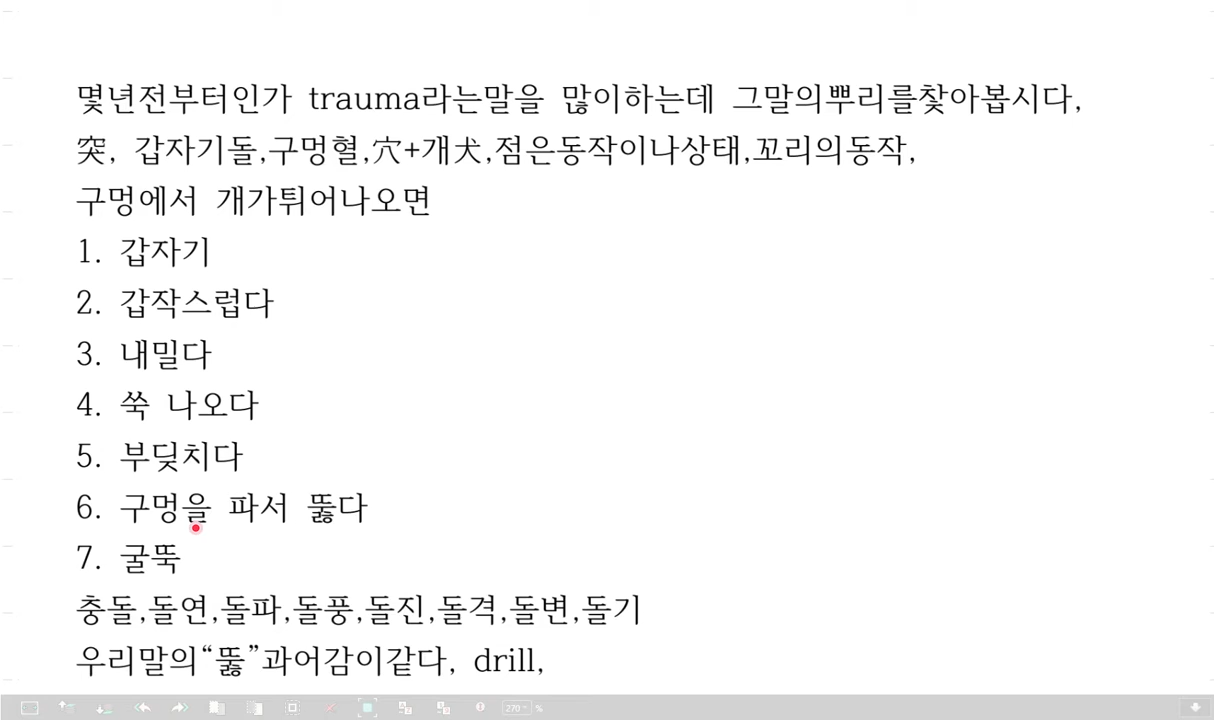 몇년전부터인가 trauma라는말을 많이하는데 그말의뿌리를찾아봅시다,
突, 갑자기돌,구멍혈,穴+개犬,점은동작이나상태,꼬리의동작,
구멍에서 개가튀어나오면
1. 갑자기
2. 갑작스럽다
3. 내밀다
4. 쑥 나오다
5. 부딪치다
6. 구멍을 파서 뚫다
7. 굴뚝
충돌,돌연,돌파,돌풍,돌진,돌격,돌변,돌기
우리말의“뚫”과어감이같다, drill,
270 %